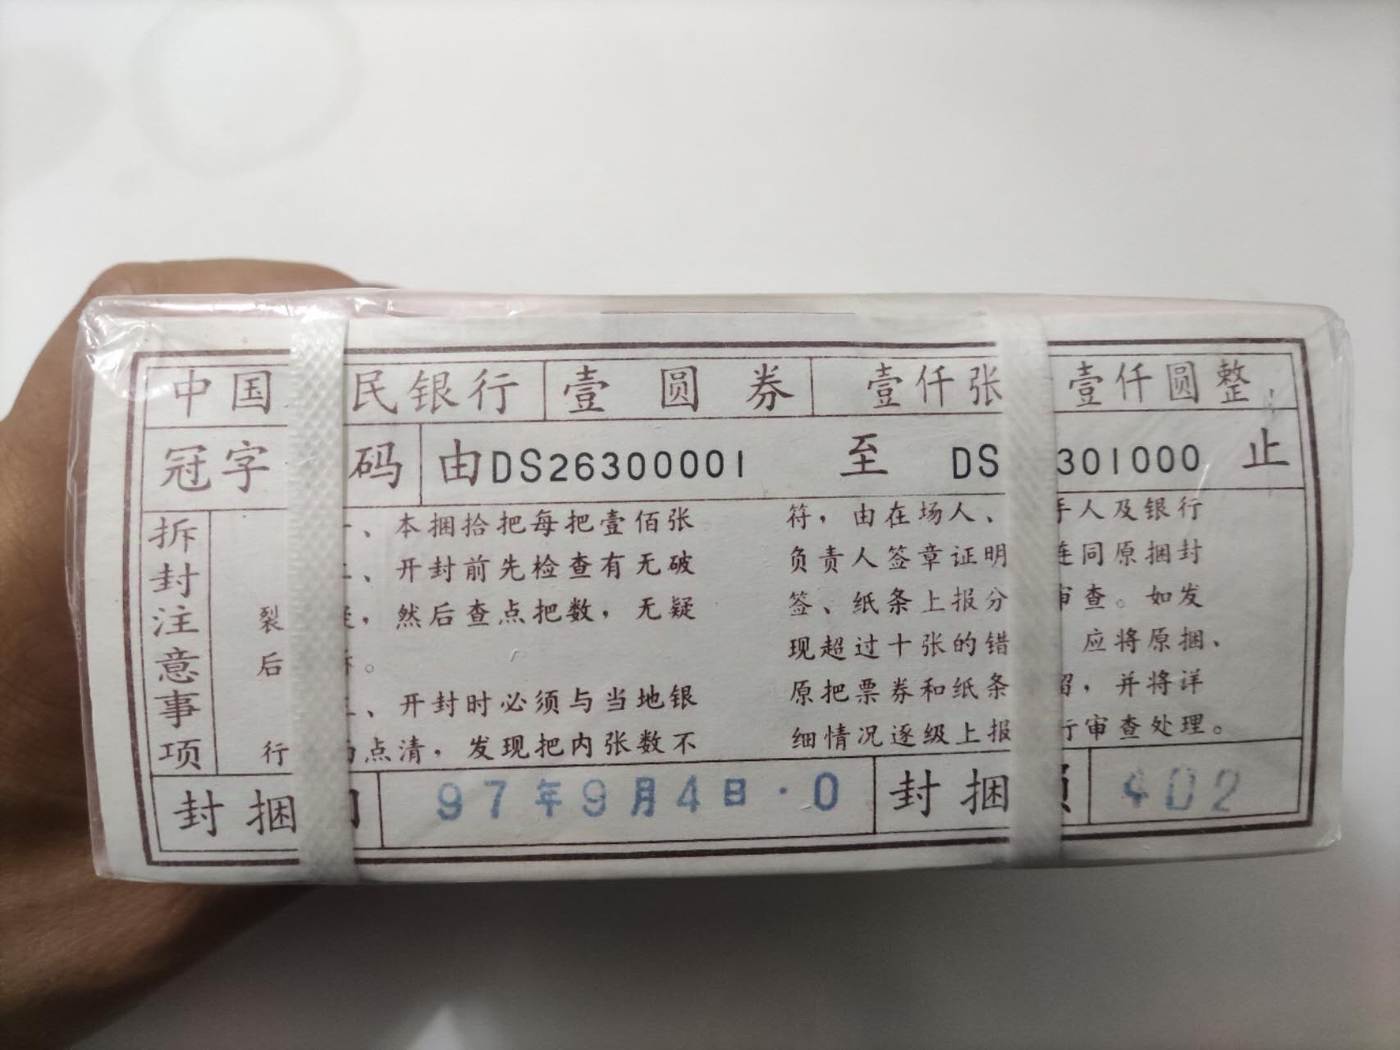 中国 民银行 壹圆券 壹仟张 壹仟圆整
冠字 码 由DS26300001 至 DS 301000 止
拆封注意事项
、本捆拾把每把壹佰张
、开封前先检查有无破
裂 ，然后查点把数，无疑
后 。
、开封时必须与当地银
行 点清，发现把内张数不
符，由在场人、 手人及银行
负责人签章证明 连同原捆封
签、纸条上报分 审查。如发
现超过十张的错 应将原捆、
原把票券和纸条 留，并将详
细情况逐级上报 行审查处理。
封捆 97年9月4日·0 封捆 402